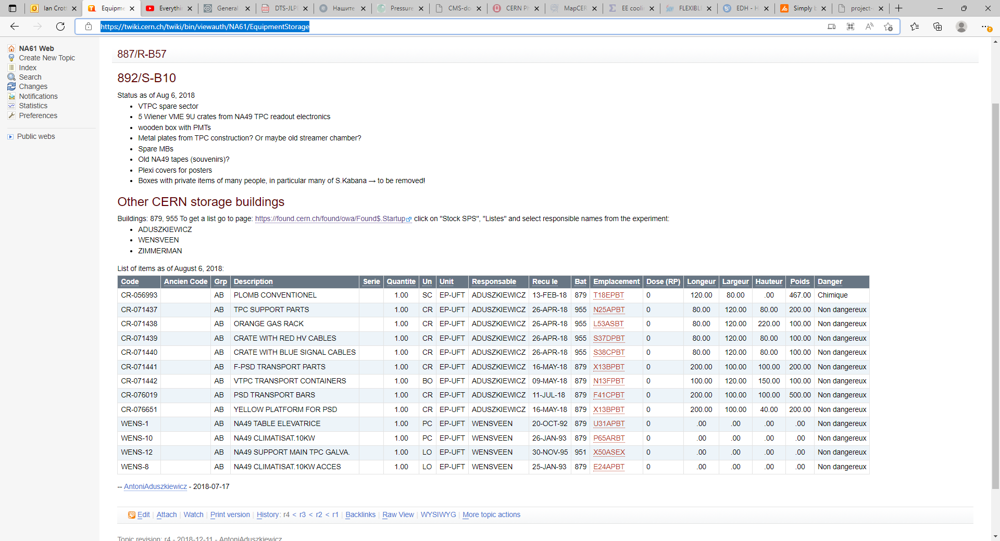 Ian Crott
Equipme
Everythi
General
DTS-JLPI
Нашите
Pressure
CMS-do
CERN Ph
MapCER
EE cooli
FLEXIBLE
EDH - H
Simply b
project-
https://twiki.cern.ch/twiki/bin/viewauth/NA61/EquipmentStorage
NA61 Web
Create New Topic
Index
Search
Changes
Notifications
Statistics
Preferences
Public webs
887/R-B57
892/S-B10
Status as of Aug 6, 2018
• VTPC spare sector
• 5 Wiener VME 9U crates from NA49 TPC readout electronics
• wooden box with PMTs
• Metal plates from TPC construction? Or maybe old streamer chamber?
• Spare MBs
• Old NA49 tapes (souvenirs)?
• Plexi covers for posters
• Boxes with private items of many people, in particular many of S.Kabana → to be removed!
Other CERN storage buildings
Buildings: 879, 955 To get a list go to page: https://found.cern.ch/found/owa/Found$.Startup click on "Stock SPS", "Listes" and select responsible names from the experiment:
• ADUSZKIEWICZ
• WENSVEEN
• ZIMMERMAN
List of items as of August 6, 2018:
Code Ancien Code Grp Description Serie Quantite Un Unit Responsable Recu le Bat Emplacement Dose (RP) Longeur Largeur Hauteur Poids Danger
CR-056993 AB PLOMB CONVENTIONEL 1.00 SC EP-UFT ADUSZKIEWICZ 13-FEB-18 879 T18EPBT 0 120.00 80.00 .00 467.00 Chimique
CR-071437 AB TPC SUPPORT PARTS 1.00 CR EP-UFT ADUSZKIEWICZ 26-APR-18 955 N25APBT 0 80.00 120.00 80.00 200.00 Non dangereux
CR-071438 AB ORANGE GAS RACK 1.00 CR EP-UFT ADUSZKIEWICZ 26-APR-18 955 L53ASBT 0 80.00 120.00 220.00 100.00 Non dangereux
CR-071439 AB CRATE WITH RED HV CABLES 1.00 CR EP-UFT ADUSZKIEWICZ 26-APR-18 955 S37DPBT 0 80.00 120.00 80.00 100.00 Non dangereux
CR-071440 AB CRATE WITH BLUE SIGNAL CABLES 1.00 CR EP-UFT ADUSZKIEWICZ 26-APR-18 955 S38CPBT 0 80.00 120.00 80.00 100.00 Non dangereux
CR-071441 AB F-PSD TRANSPORT PARTS 1.00 CR EP-UFT ADUSZKIEWICZ 16-MAY-18 879 X13BPBT 0 200.00 100.00 100.00 200.00 Non dangereux
CR-071442 AB VTPC TRANSPORT CONTAINERS 1.00 BO EP-UFT ADUSZKIEWICZ 09-MAY-18 879 N13FPBT 0 100.00 120.00 150.00 100.00 Non dangereux
CR-076019 AB PSD TRANSPORT BARS 1.00 CR EP-UFT ADUSZKIEWICZ 11-JUL-18 879 F41CPBT 0 200.00 100.00 100.00 500.00 Non dangereux
CR-076651 AB YELLOW PLATFORM FOR PSD 1.00 CR EP-UFT ADUSZKIEWICZ 16-MAY-18 879 X13BPBT 0 200.00 100.00 40.00 200.00 Non dangereux
WENS-1 AB NA49 TABLE ELEVATRICE 1.00 PC EP-UFT WENSVEEN 20-OCT-92 879 U31APBT 0 .00 .00 .00 .00 Non dangereux
WENS-10 AB NA49 CLIMATISAT.10KW 1.00 PC EP-UFT WENSVEEN 26-JAN-93 879 P65ARBT 0 .00 .00 .00 .00 Non dangereux
WENS-12 AB NA49 SUPPORT MAIN TPC GALVA. 1.00 LO EP-UFT WENSVEEN 30-NOV-95 951 X50ASEX 0 .00 .00 .00 .00 Non dangereux
WENS-8 AB NA49 CLIMATISAT.10KW ACCES 1.00 LO EP-UFT WENSVEEN 25-JAN-93 879 E24APBT 0 .00 .00 .00 .00 Non dangereux
-- AntoniAduszkiewicz - 2018-07-17
Edit | Attach | Watch | Print version | History: r4 < r3 < r2 < r1 | Backlinks | Raw View | WYSIWYG | More topic actions
Topic revision: r4 - 2018-12-11 - AntoniAduszkiewicz